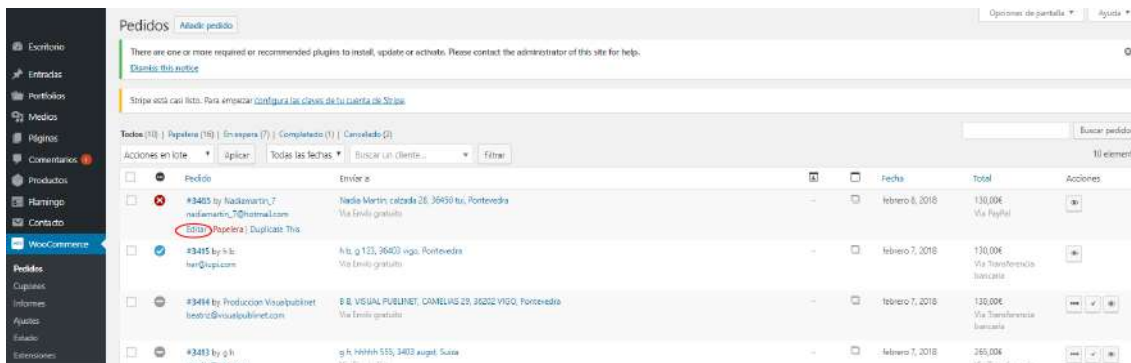 Opciones de pantalla Ayuda
Pedidos Añadir pedido
There are one or more required or recommended plugins to install, update or activate. Please contact the administrator of this site for help.
Dismiss this notice
Stripe está casi listo. Para empezar configura las claves de tu cuenta de Stripe.
Escritorio
Entradas
Portfolios
Medios
Páginas
Comentarios
Productos
Flamingo
Contacto
WooCommerce
Pedidos
Cupones
Informes
Ajustes
Estado
Extensiones
Todos (10) | Papelera (16) | En espera (7) | Completado (1) | Cancelado (2)
Buscar pedido
Acciones en lote Aplicar Todas las fechas Buscar un cliente... Filtrar
10 element
Pedido Enviar a Fecha Total Acciones
by Nadiamartin_7 Nadia Martin, calzada 28, 36450 tui, Pontevedra febrero 8, 2018 130,00€
nadiamartin_7@hotmail.com Vía Envío gratuito Vía PayPal
Editar Papelera | Duplicate This
#3415 by h h, g 123, 36403 vigo, Pontevedra febrero 7, 2018 130,00€
Vía Envío gratuito Vía Transferencia
bancaria
#3414 by Produccion Visualpublinet B B, VISUAL PUBLINET, CAMELIAS 29, 36202 VIGO, Pontevedra febrero 7, 2018 130,00€
beatriz@visualpublinet.com Vía Envío gratuito Vía Transferencia
bancaria
#3413 by g h g h, hhhhh 555, 3403 Suiza febrero 7, 2018 265,00€